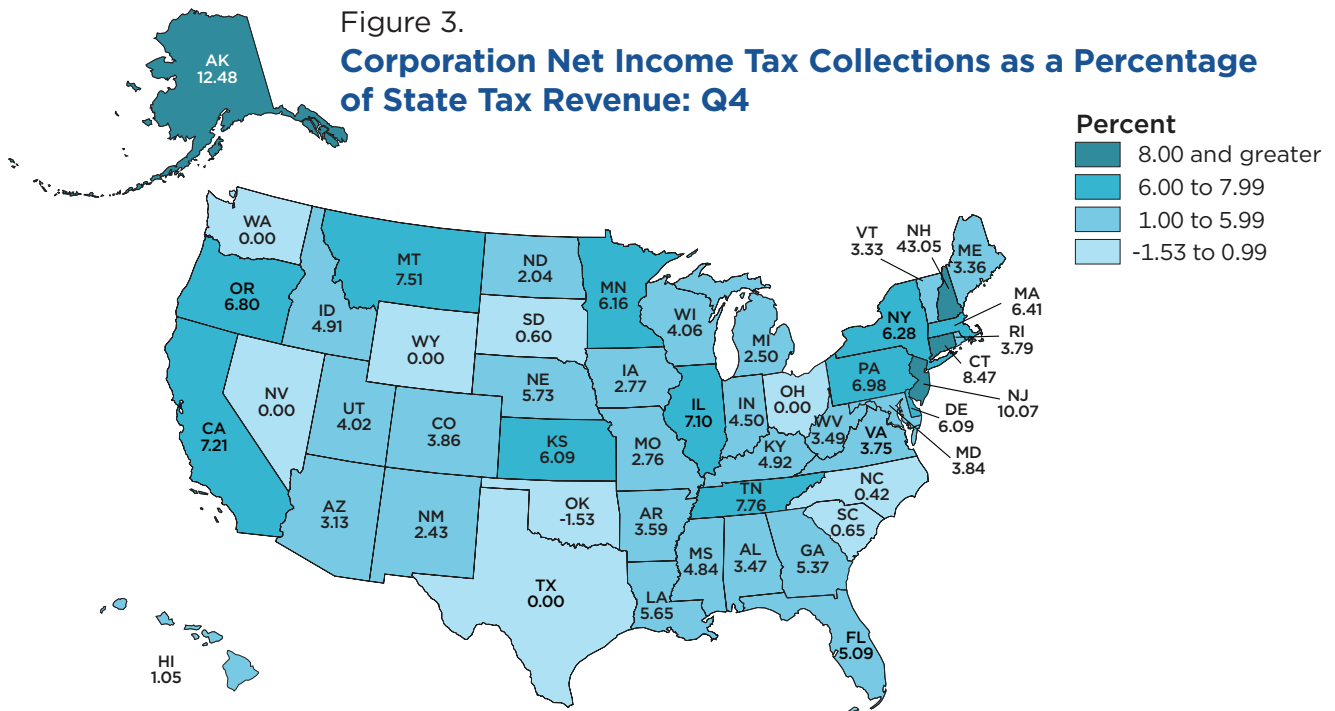 Figure 3.
Corporation Net Income Tax Collections as a Percentage
of State Tax Revenue: Q4
Percent
8.00 and greater
6.00 to 7.99
1.00 to 5.99
-1.53 to 0.99
AK
12.48
WA
0.00
MT
7.51
ND
2.04
MN
6.16
VT
3.33
NH
43.05
ME
3.36
OR
6.80
ID
4.91
WY
0.00
SD
0.60
WI
4.06
MI
2.50
NY
6.28
MA
6.41
RI
3.79
CT
8.47
NJ
10.07
DE
6.09
MD
3.84
NV
0.00
UT
4.02
CO
3.86
NE
5.73
IA
2.77
IL
7.10
IN
4.50
OH
0.00
PA
6.98
WV
3.49
VA
3.75
CA
7.21
KS
6.09
MO
2.76
KY
4.92
AZ
3.13
NM
2.43
OK
-1.53
AR
3.59
TN
7.76
NC
0.42
SC
0.65
TX
0.00
LA
5.65
MS
4.84
AL
3.47
GA
5.37
FL
5.09
HI
1.05